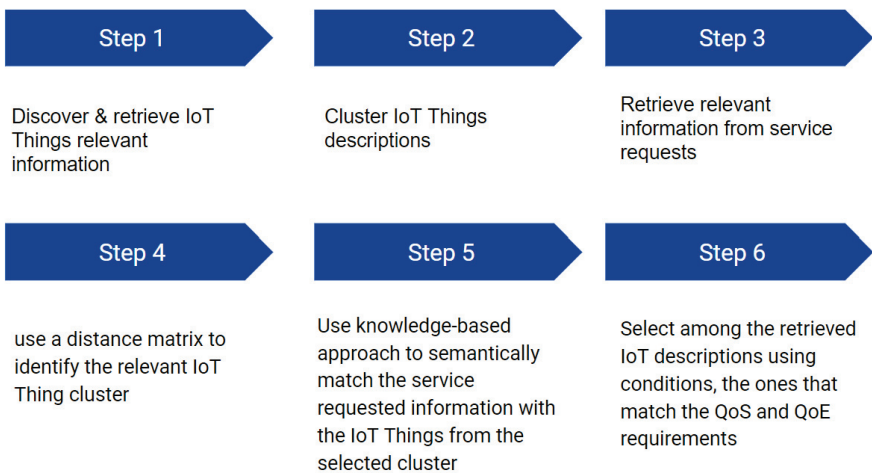 Step 1
Step 2
Step 3
Discover & retrieve IoT
Things relevant
information
Cluster IoT Things
descriptions
Retrieve relevant
information from service
requests
Step 4
Step 5
Step 6
use a distance matrix to
identify the relevant IoT
Thing cluster
Use knowledge-based
approach to semantically
match the service
requested information with
the IoT Things from the
selected cluster
Select among the retrieved
IoT descriptions using
conditions, the ones that
match the QoS and QoE
requirements